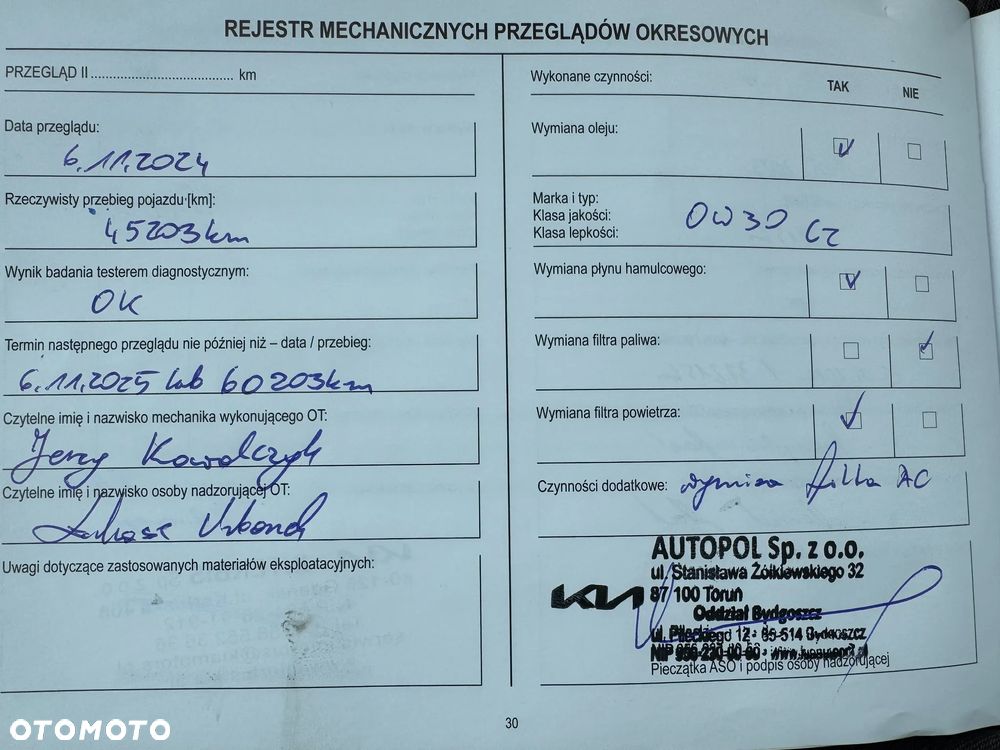 REJESTR MECHANICZNYCH PRZEGLĄDÓW OKRESOWYCH
PRZEGLĄD II ...................................... km
Data przeglądu:
6.11.2024
Rzeczywisty przebieg pojazdu [km]:
45203km
Wynik badania testerem diagnostycznym:
OK
Termin następnego przeglądu nie później niż – data / przebieg:
6.11.2025 lub 60203km
Czytelne imię i nazwisko mechanika wykonującego OT:
Jerzy Kowalczyk
Czytelne imię i nazwisko osoby nadzorującej OT:
Łukasz
Uwagi dotyczące zastosowanych materiałów eksploatacyjnych:
Wykonane czynności:
TAK
NIE
Wymiana oleju:
Marka i typ:
Klasa jakości:
Klasa lepkości:
0W30 C2
Wymiana płynu hamulcowego:
Wymiana filtra paliwa:
Wymiana filtra powietrza:
Czynności dodatkowe: wymiana filtra AC
AUTOPOL Sp. z o.o.
ul. Stanisława Żółkiewskiego 32
KIA
87 100 Toruń
Oddział Bydgoszcz
85-514 Bydgoszcz
Pieczątka ASO i podpis osoby nadzorującej
30
OTOMOTO